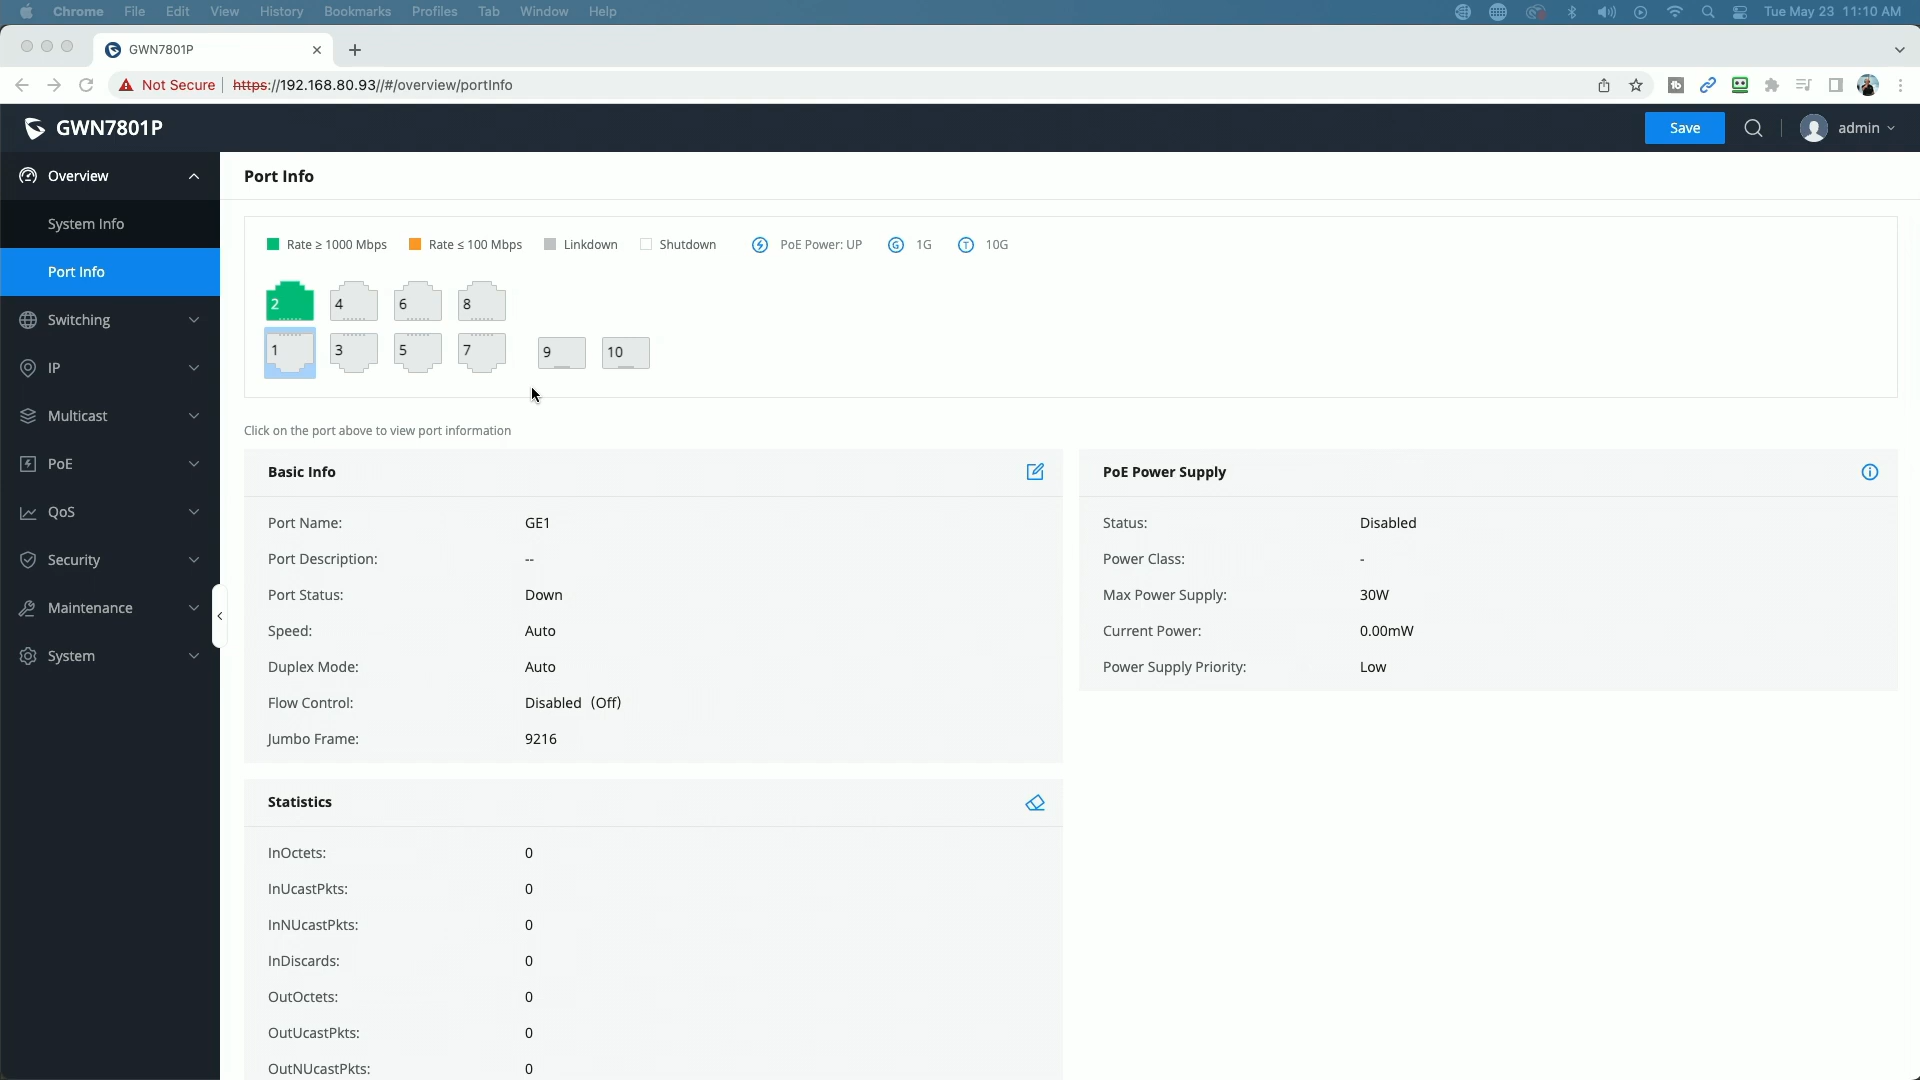 Chrome File Edit View History Bookmarks Profiles Tab Window Help Tue May 23 11:10 AM
GWN7801P
Not Secure https://192.168.80.93//#/overview/portInfo
GWN7801P Save admin
Overview
System Info
Port Info
Switching
IP
Multicast
PoE
QoS
Security
Maintenance
System
Port Info
Rate ≥ 1000 Mbps Rate ≤ 100 Mbps Linkdown Shutdown PoE Power: UP G 1G T 10G
2 4 6 8
1 3 5 7 9 10
Click on the port above to view port information
Basic Info
Port Name: GE1
Port Description: --
Port Status: Down
Speed: Auto
Duplex Mode: Auto
Flow Control: Disabled (Off)
Jumbo Frame: 9216
PoE Power Supply
Status: Disabled
Power Class: -
Max Power Supply: 30W
Current Power: 0.00mW
Power Supply Priority: Low
Statistics
InOctets: 0
InUcastPkts: 0
InNUcastPkts: 0
InDiscards: 0
OutOctets: 0
OutUcastPkts: 0
OutNUcastPkts: 0